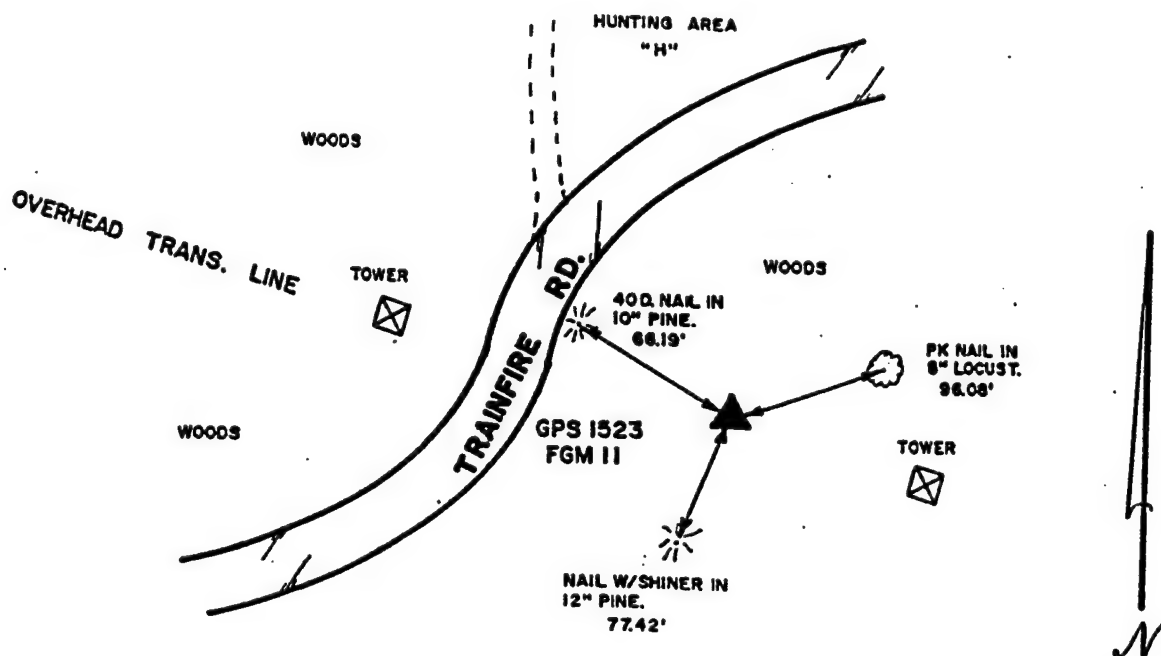 HUNTING AREA
"H"
WOODS
OVERHEAD TRANS. LINE
TOWER
TRAINFIRE RD.
WOODS
40D. NAIL IN
10" PINE.
66.19'
PK NAIL IN
8" LOCUST.
96.08'
WOODS
GPS 1523
FGM 11
TOWER
NAIL W/SHINER IN
12" PINE.
77.42'
N